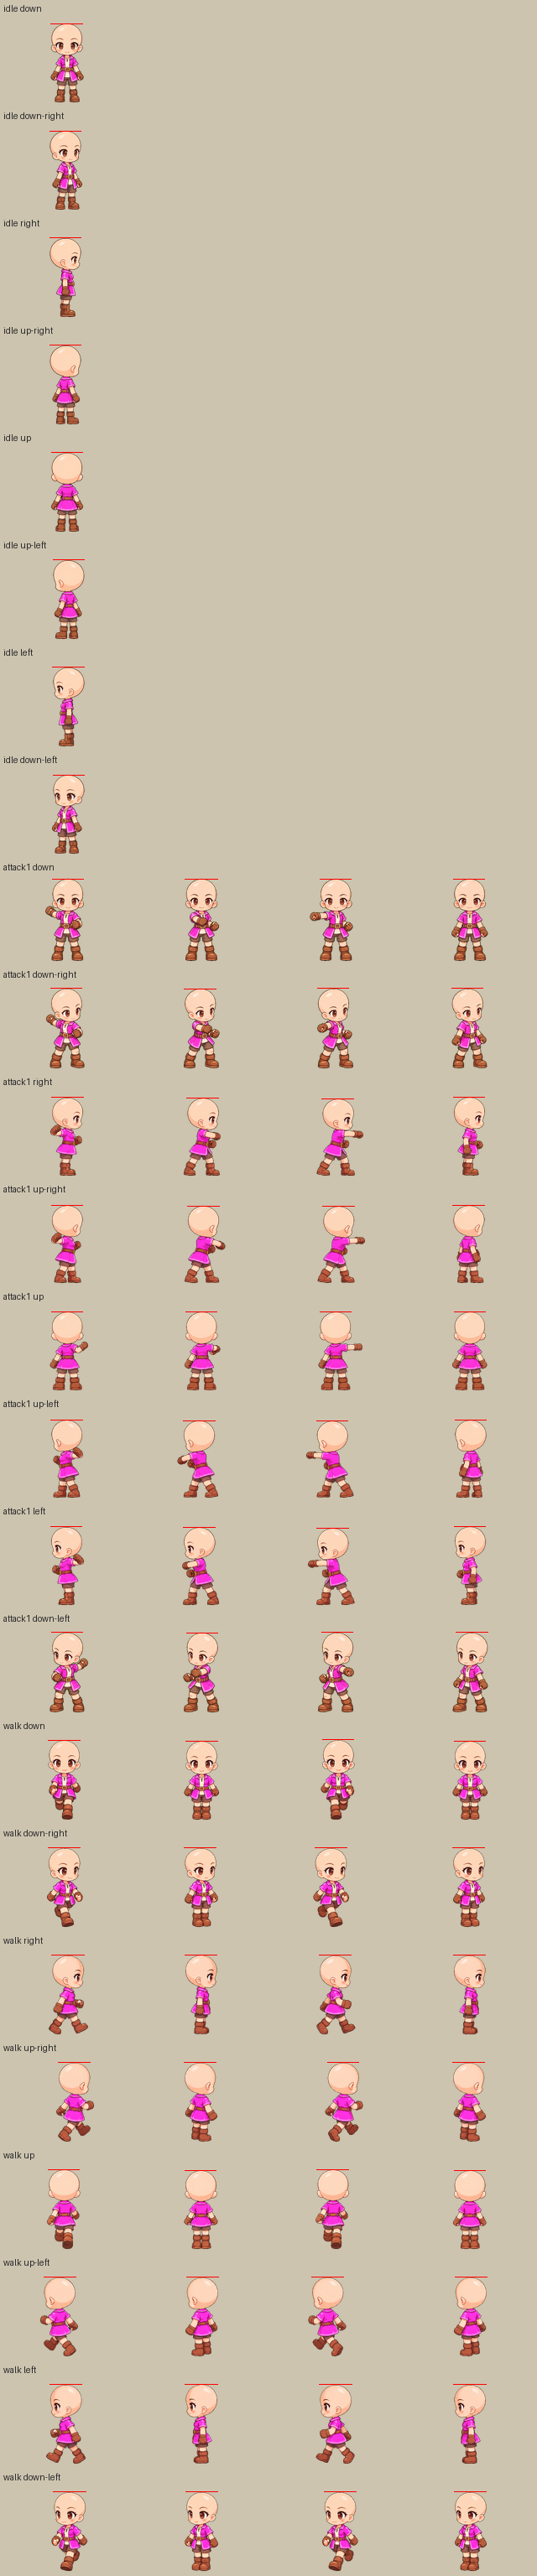 idle down
idle down-right
idle right
idle up-right
idle up
idle up-left
idle left
idle down-left
attack1 down
attack1 down-right
attack1 right
attack1 up-right
attack1 up
attack1 up-left
attack1 left
attack1 down-left
walk down
walk down-right
walk right
walk up-right
walk up
walk up-left
walk left
walk down-left